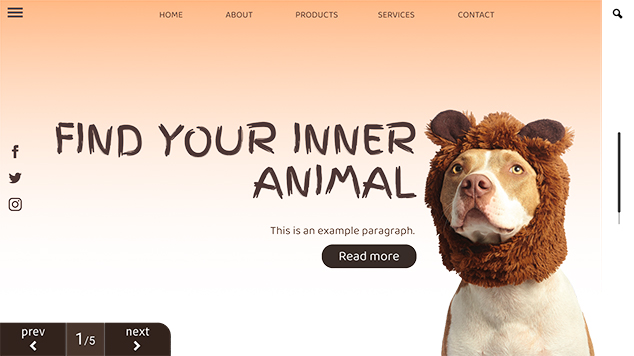 HOME ABOUT PRODUCTS SERVICES CONTACT
FIND YOUR INNER
ANIMAL
This is an example paragraph.
Read more
prev 1/5 next